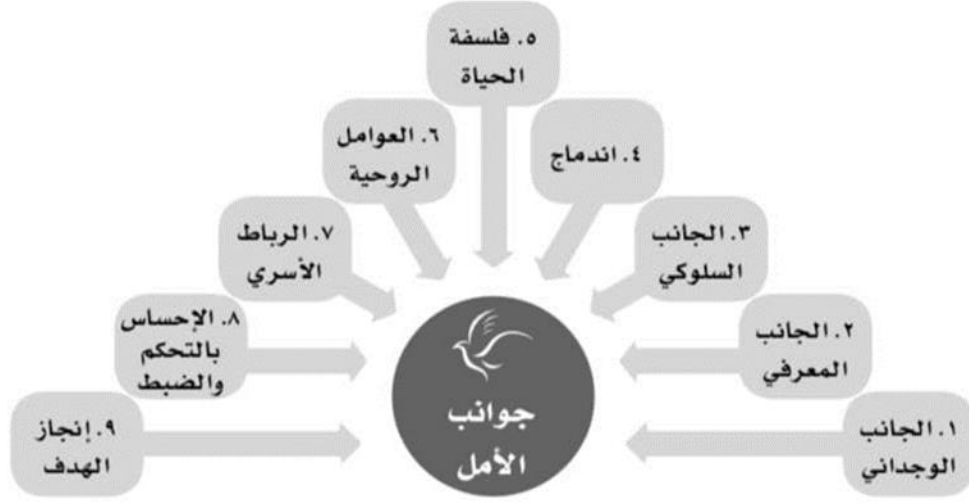 ٥. فلسفة
الحياة
٦. العوامل
الروحية
٤. اندماج
٧. الرباط
الأسري
٣. الجانب
السلوكي
٨. الإحساس
بالتحكم
والضبط
٢. الجانب
المعرفي
٩. إنجاز
الهدف
١. الجانب
الوجداني
جوانب
الأمل